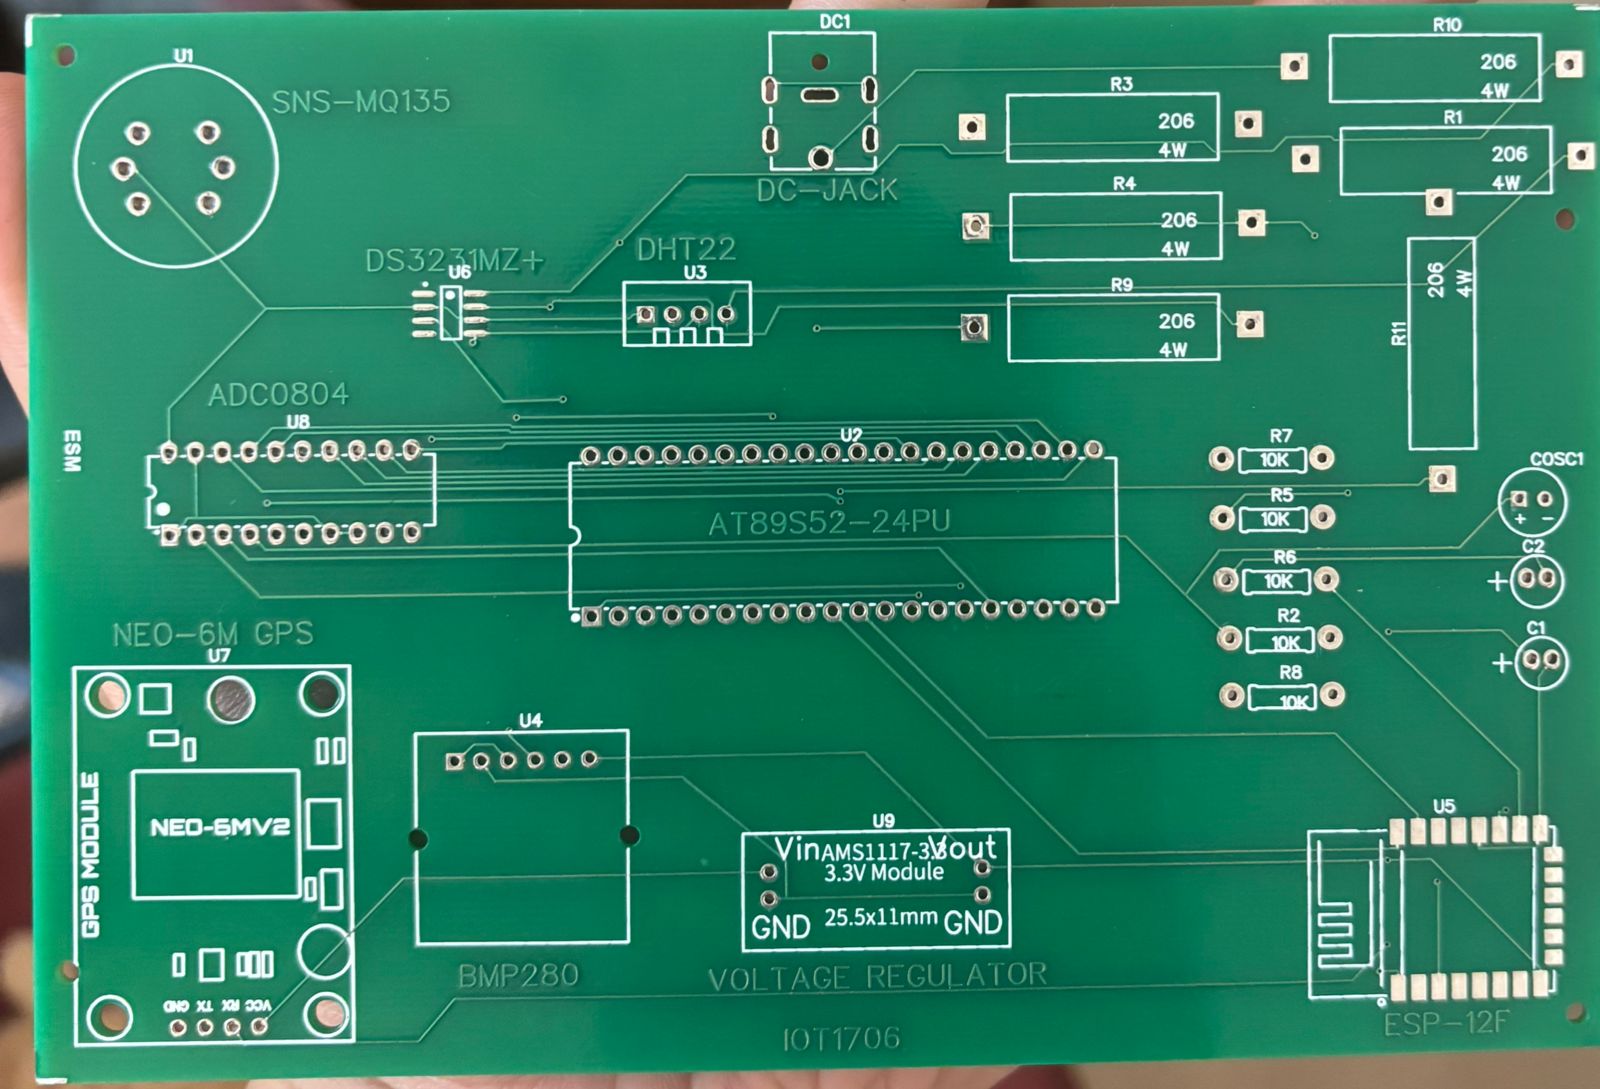 DC1
R10
U1
206
4W
SNS-MQ135
R3
206
4W
R1
206
4W
DC-JACK
R4
206
4W
DS3231MZ+
U6
DHT22
U3
R9
206
4W
206
4W
R11
ADC0804
U8
ESM
U2
AT89S52-24PU
R7
10K
COSC1
+ -
R5
10K
C2
+
R6
10K
R2
10K
C1
+
R8
10K
NEO-6M GPS
U7
GPS MODULE
NEO-6MV2
GND TX RX VCC
U4
BMP280
U9
Vin AMS1117-3.3 Vout
3.3V Module
GND 25.5x11mm GND
VOLTAGE REGULATOR
U5
ESP-12F
IOT1706